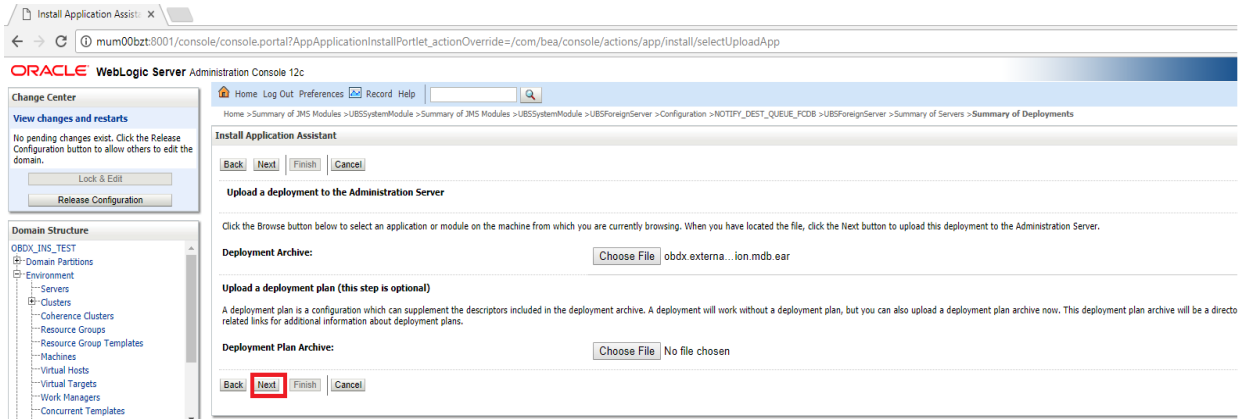 Install Application Assista
mum00bzt:8001/console/console.portal?AppApplicationInstallPortlet_actionOverride=/com/bea/console/actions/app/install/selectUploadApp
ORACLE WebLogic Server Administration Console 12c
Change Center
View changes and restarts
No pending changes exist. Click the Release
Configuration button to allow others to edit the
domain.
Lock & Edit
Release Configuration
Domain Structure
OBDX_INS_TEST
Domain Partitions
Environment
Servers
Clusters
Coherence Clusters
Resource Groups
Resource Group Templates
Machines
Virtual Hosts
Virtual Targets
Work Managers
Concurrent Templates
Home Log Out Preferences Record Help
Home >Summary of JMS Modules >UBSSystemModule >Summary of JMS Modules >UBSSystemModule >UBSForeignServer >Configuration >NOTIFY_DEST_QUEUE_FCDB >UBSForeignServer >Summary of Servers >Summary of Deployments
Install Application Assistant
Back Next Finish Cancel
Upload a deployment to the Administration Server
Click the Browse button below to select an application or module on the machine from which you are currently browsing. When you have located the file, click the Next button to upload this deployment to the Administration Server.
Deployment Archive:
Choose File obdx.externa...ion.mdb.ear
Upload a deployment plan (this step is optional)
A deployment plan is a configuration which can supplement the descriptors included in the deployment archive. A deployment will work without a deployment plan, but you can also upload a deployment plan archive now. This deployment plan archive will be a directo
related links for additional information about deployment plans.
Deployment Plan Archive:
Choose File No file chosen
Back Next Finish Cancel